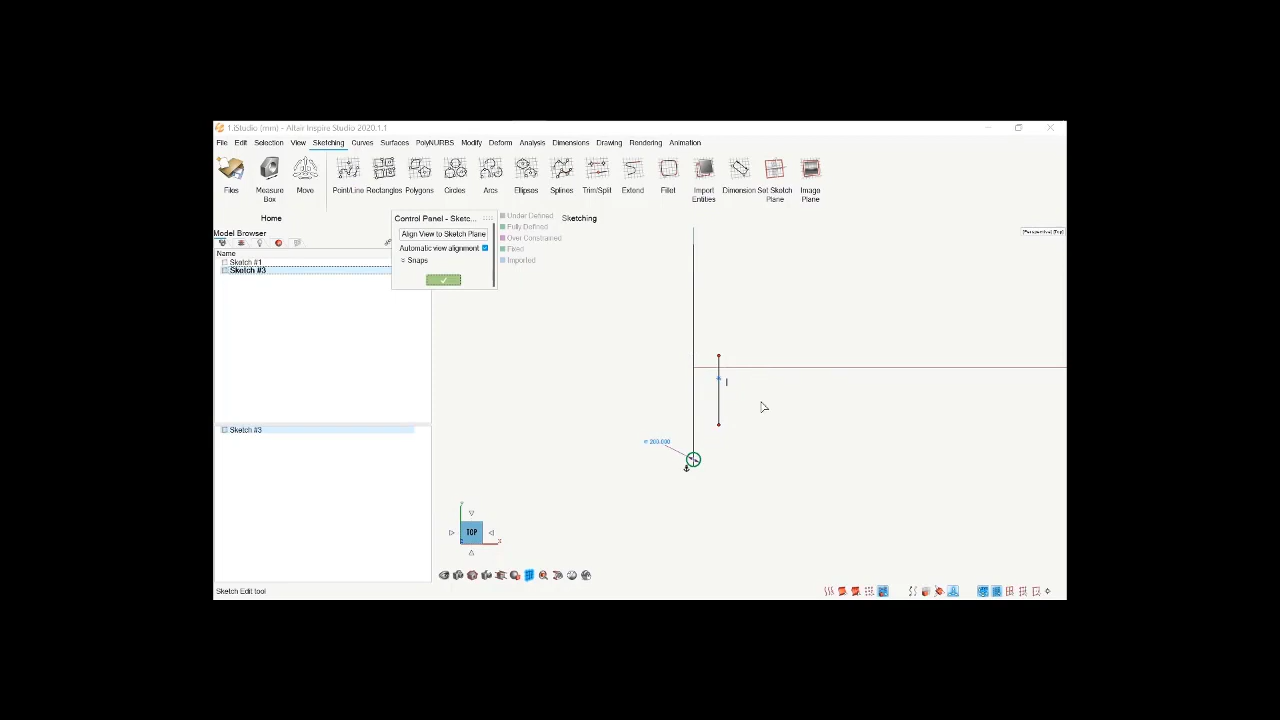 1.iStudio (mm) - Altair Inspire Studio 2020.1.1
File Edit Selection View Sketching Curves Surfaces PolyNURBS Modify Deform Analysis Dimensions Drawing Rendering Animation
Files Measure Box Move Point/Line Rectangles Polygons Circles Arcs Ellipses Splines Trim/Split Extend Fillet Import Entities Dimension Set Sketch Plane Image Plane
Home
Sketching
Control Panel - Sketc...
Align View to Sketch Plane
Automatic view alignment
Snaps
Under Defined
Fully Defined
Over Constrained
Fixed
Imported
Model Browser
Name
Sketch #1
Sketch #3
Sketch #3
[Perspective] [Top]
200.000
Y
TOP
X
Sketch Edit tool